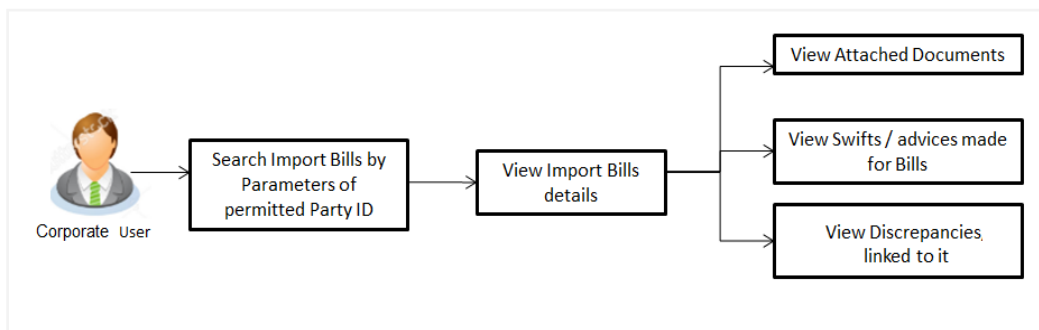 Corporate User
Search Import Bills by
Parameters of
permitted Party ID
View Import Bills
details
View Attached Documents
View Swifts / advices made
for Bills
View Discrepancies,
linked to it